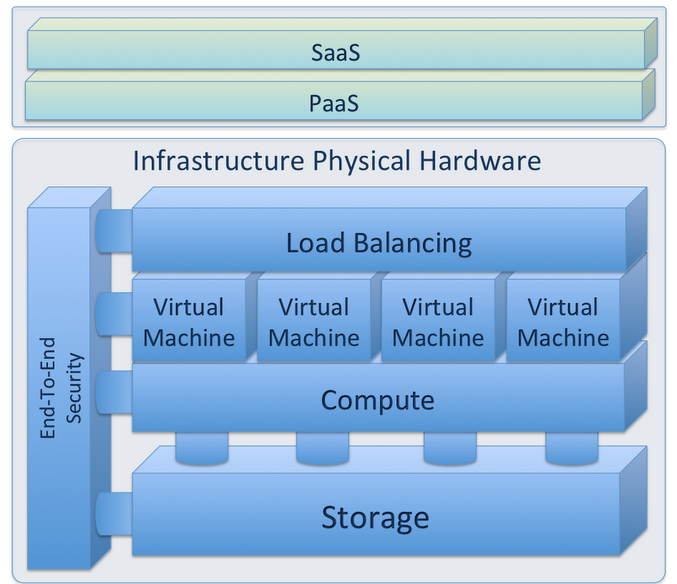 SaaS
PaaS
Infrastructure Physical Hardware
End-To-End
Security
Load Balancing
Virtual
Machine
Virtual
Machine
Virtual
Machine
Virtual
Machine
Compute
Storage